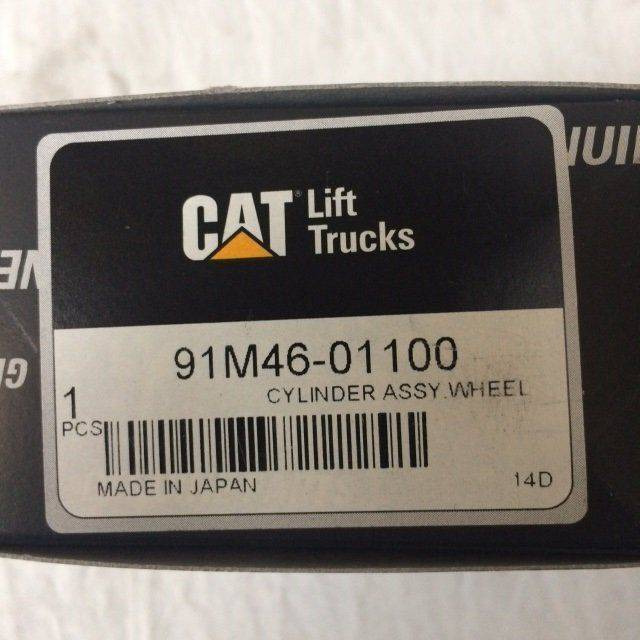 CAT® Lift
Trucks
91M46-01100
CYLINDER ASSY.WHEEL
1
PCS
MADE IN JAPAN
14D